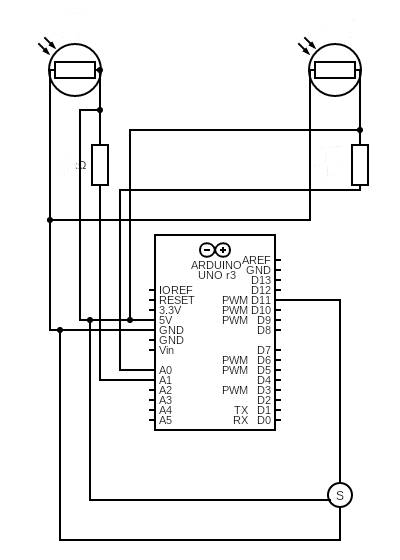 Ω
ARDUINO
UNO r3
AREF
GND
D13
IOREF D12
RESET PWM D11
3.3V PWM D10
5V PWM D9
GND D8
GND
Vin D7
PWM D6
A0 PWM D5
A1 D4
A2 PWM D3
A3 D2
A4 TX D1
A5 RX D0
S